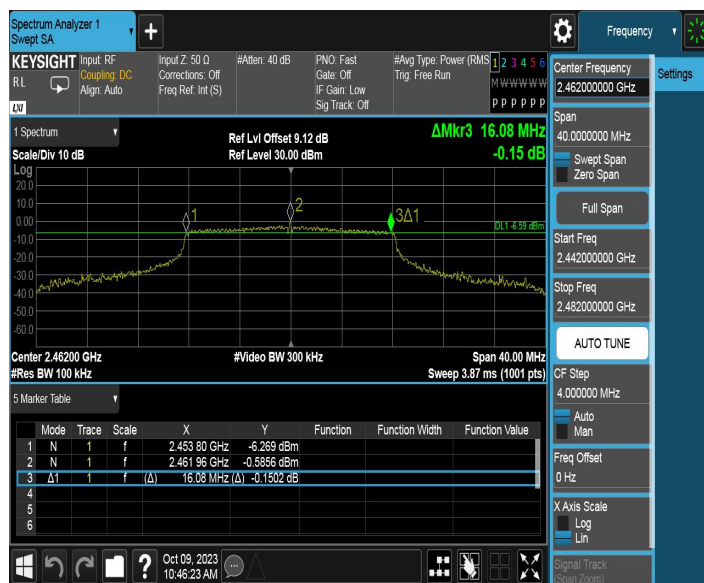 Spectrum Analyzer 1
Swept SA
+
Frequency
KEYSIGHT
RL
LXI
Input: RF
Coupling: DC
Align: Auto
Input Z: 50 Ω
Corrections: Off
Freq Ref: Int (S)
#Atten: 40 dB
PNO: Fast
Gate: Off
IF Gain: Low
Sig Track: Off
#Avg Type: Power (RMS
Trig: Free Run
1 2 3 4 5 6
M W W W W W
P P P P P P
1 Spectrum
Scale/Div 10 dB
Ref Lvl Offset 9.12 dB
Ref Level 30.00 dBm
ΔMkr3 16.08 MHz
-0.15 dB
Log
20.0
10.0
0.00
-10.0
-20.0
-30.0
-40.0
-50.0
-60.0
1
2
3Δ1
DL1 -6.59 dBm
Center 2.46200 GHz
#Video BW 300 kHz
Span 40.00 MHz
#Res BW 100 kHz
Sweep 3.87 ms (1001 pts)
5 Marker Table
Mode Trace Scale X Y Function Function Width Function Value
1 N 1 f 2.453 80 GHz -6.269 dBm
2 N 1 f 2.461 96 GHz -0.5856 dBm
3 Δ1 1 f (Δ) 16.08 MHz (Δ) -0.1502 dB
4
5
6
?
Oct 09, 2023
10:46:23 AM
Center Frequency
2.462000000 GHz
Settings
Span
40.0000000 MHz
Swept Span
Zero Span
Full Span
Start Freq
2.442000000 GHz
Stop Freq
2.482000000 GHz
AUTO TUNE
CF Step
4.000000 MHz
Auto
Man
Freq Offset
0 Hz
X Axis Scale
Log
Lin
Signal Track
(Span Zoom)